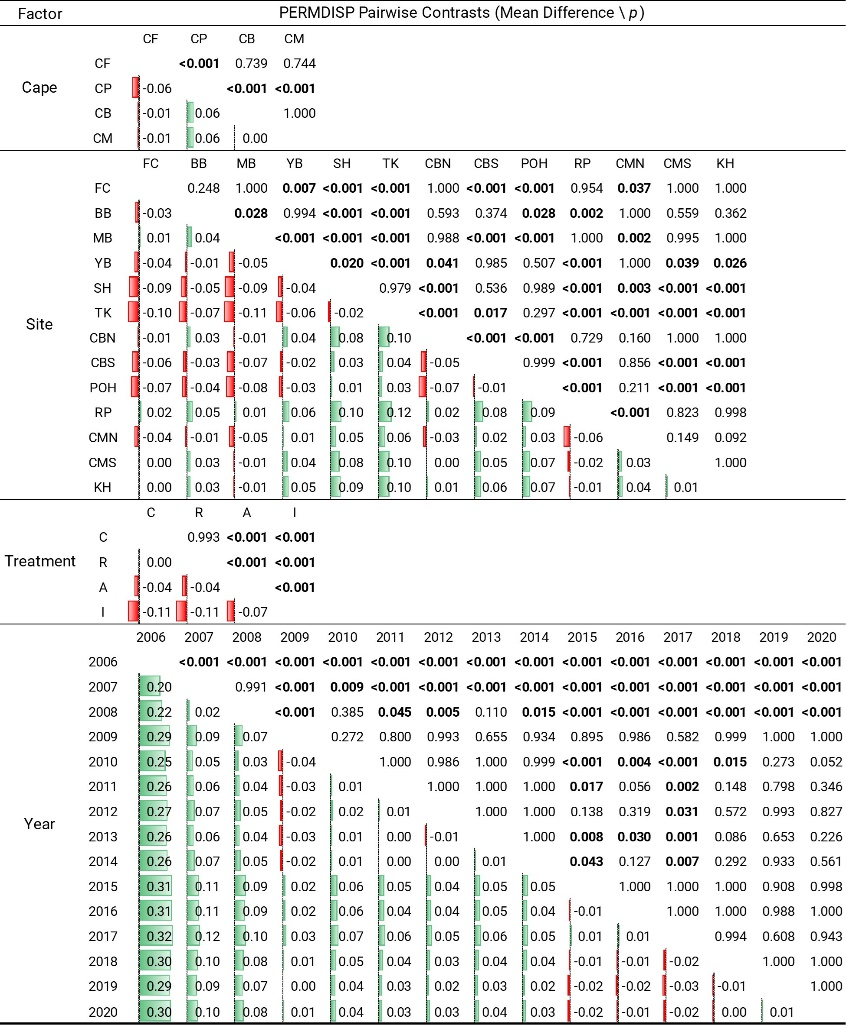 Factor PERMDISP Pairwise Contrasts (Mean Difference \ p)
CF CP CB CM
CF <0.001 0.739 0.744
Cape CP -0.06 <0.001 <0.001
CB -0.01 0.06 1.000
CM -0.01 0.06 0.00
FC BB MB YB SH TK CBN CBS POH RP CMN CMS KH
FC 0.248 1.000 0.007 <0.001 <0.001 1.000 <0.001 <0.001 0.954 0.037 1.000 1.000
BB -0.03 0.028 0.994 <0.001 <0.001 0.593 0.374 0.028 0.002 1.000 0.559 0.362
MB 0.01 0.04 <0.001 <0.001 <0.001 0.988 <0.001 <0.001 1.000 0.002 0.995 1.000
YB -0.04 -0.01 -0.05 0.020 <0.001 0.041 0.985 0.507 <0.001 1.000 0.039 0.026
SH -0.09 -0.05 -0.09 -0.04 0.979 <0.001 0.536 0.989 <0.001 0.003 <0.001 <0.001
Site TK -0.10 -0.07 -0.11 -0.06 -0.02 <0.001 0.017 0.297 <0.001 <0.001 <0.001 <0.001
CBN -0.01 0.03 -0.01 0.04 0.08 0.10 <0.001 <0.001 0.729 0.160 1.000 1.000
CBS -0.06 -0.03 -0.07 -0.02 0.03 0.04 -0.05 0.999 <0.001 0.856 <0.001 <0.001
POH -0.07 -0.04 -0.08 -0.03 0.01 0.03 -0.07 -0.01 <0.001 0.211 <0.001 <0.001
RP 0.02 0.05 0.01 0.06 0.10 0.12 0.02 0.08 0.09 <0.001 0.823 0.998
CMN -0.04 -0.01 -0.05 0.01 0.05 0.06 -0.03 0.02 0.03 -0.06 0.149 0.092
CMS 0.00 0.03 -0.01 0.04 0.08 0.10 0.00 0.05 0.07 -0.02 0.03 1.000
KH 0.00 0.03 -0.01 0.05 0.09 0.10 0.01 0.06 0.07 -0.01 0.04 0.01
C R A I
C 0.993 <0.001 <0.001
Treatment R 0.00 <0.001 <0.001
A -0.04 -0.04 <0.001
I -0.11 -0.11 -0.07
2006 2007 2008 2009 2010 2011 2012 2013 2014 2015 2016 2017 2018 2019 2020
2006 <0.001 <0.001 <0.001 <0.001 <0.001 <0.001 <0.001 <0.001 <0.001 <0.001 <0.001 <0.001 <0.001 <0.001
2007 0.20 0.991 <0.001 0.009 <0.001 <0.001 <0.001 <0.001 <0.001 <0.001 <0.001 <0.001 <0.001 <0.001
2008 0.22 0.02 <0.001 0.385 0.045 0.005 0.110 0.015 <0.001 <0.001 <0.001 <0.001 <0.001 <0.001
2009 0.29 0.09 0.07 0.272 0.800 0.993 0.655 0.934 0.895 0.986 0.582 0.999 1.000 1.000
2010 0.25 0.05 0.03 -0.04 1.000 0.986 1.000 0.999 <0.001 0.004 <0.001 0.015 0.273 0.052
2011 0.26 0.06 0.04 -0.03 0.01 1.000 1.000 1.000 0.017 0.056 0.002 0.148 0.798 0.346
2012 0.27 0.07 0.05 -0.02 0.02 0.01 1.000 1.000 0.138 0.319 0.031 0.572 0.993 0.827
Year 2013 0.26 0.06 0.04 -0.03 0.01 0.00 -0.01 1.000 0.008 0.030 0.001 0.086 0.653 0.226
2014 0.26 0.07 0.05 -0.02 0.01 0.00 0.00 0.01 0.043 0.127 0.007 0.292 0.933 0.561
2015 0.31 0.11 0.09 0.02 0.06 0.05 0.04 0.05 0.05 1.000 1.000 1.000 0.908 0.998
2016 0.31 0.11 0.09 0.02 0.06 0.04 0.04 0.05 0.04 -0.01 1.000 1.000 0.988 1.000
2017 0.32 0.12 0.10 0.03 0.07 0.06 0.05 0.06 0.05 0.01 0.01 0.994 0.608 0.943
2018 0.30 0.10 0.08 0.01 0.05 0.04 0.03 0.04 0.04 -0.01 -0.01 -0.02 1.000 1.000
2019 0.29 0.09 0.07 0.00 0.04 0.03 0.02 0.03 0.02 -0.02 -0.02 -0.03 -0.01 1.000
2020 0.30 0.10 0.08 0.01 0.04 0.03 0.03 0.04 0.03 -0.02 -0.01 -0.02 0.00 0.01